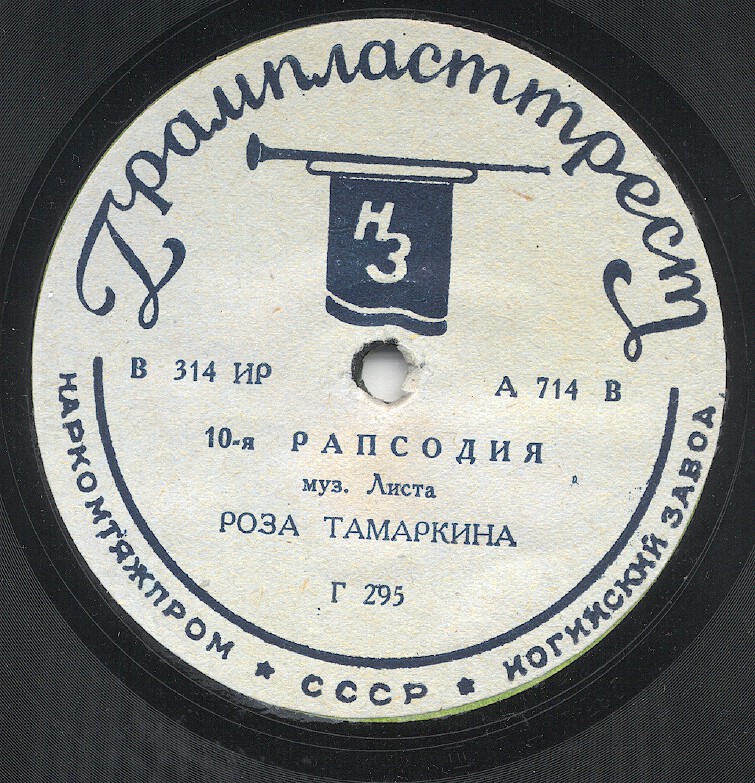 Грампласттрест
НЗ
В 314 ИР
А 714 В
10-я РАПСОДИЯ
муз. Листа
РОЗА ТАМАРКИНА
Г 295
НАРКОМТЯЖПРОМ ★ СССР ★ НОГИНСКИЙ ЗАВОД